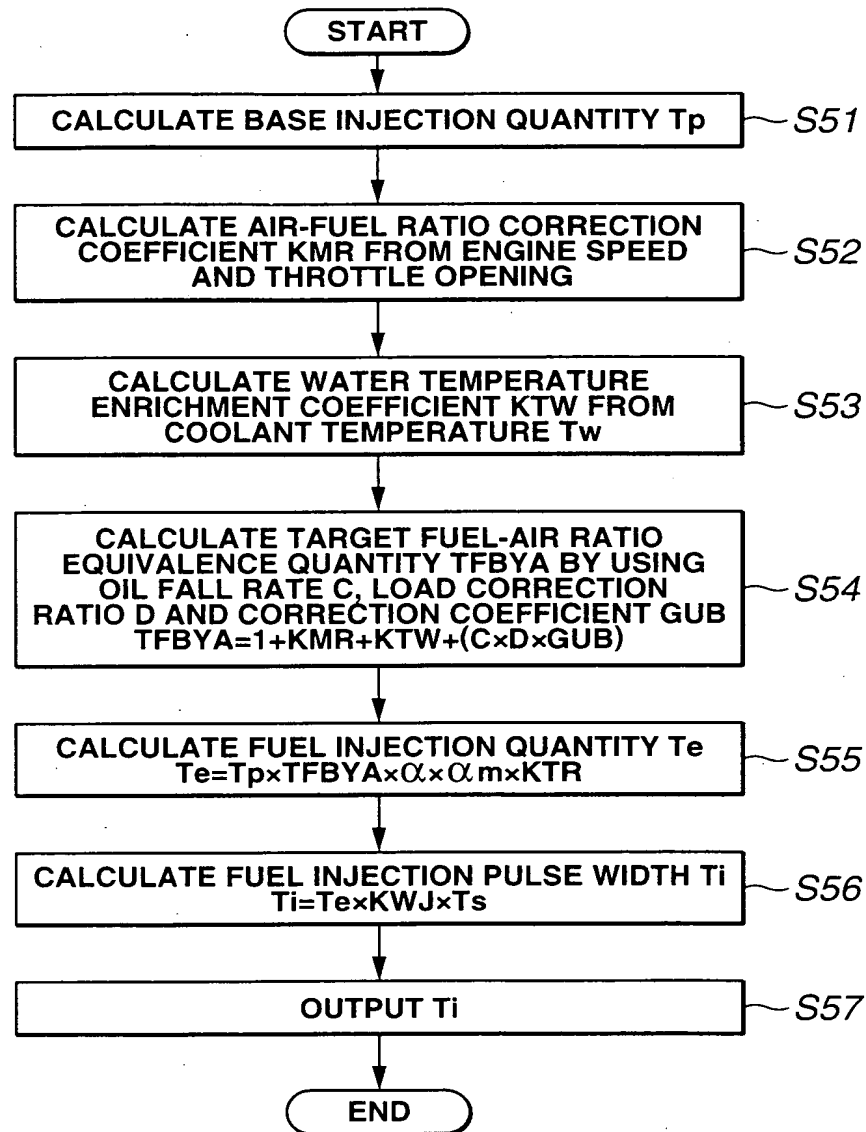 START
CALCULATE BASE INJECTION QUANTITY Tp
S51
CALCULATE AIR-FUEL RATIO CORRECTION
COEFFICIENT KMR FROM ENGINE SPEED
AND THROTTLE OPENING
S52
CALCULATE WATER TEMPERATURE
ENRICHMENT COEFFICIENT KTW FROM
COOLANT TEMPERATURE Tw
S53
CALCULATE TARGET FUEL-AIR RATIO
EQUIVALENCE QUANTITY TFBYA BY USING
OIL FALL RATE C, LOAD CORRECTION
RATIO D AND CORRECTION COEFFICIENT GUB
TFBYA=1+KMR+KTW+(C×D×GUB)
S54
CALCULATE FUEL INJECTION QUANTITY Te
Te=Tp×TFBYA×α×αm×KTR
S55
CALCULATE FUEL INJECTION PULSE WIDTH Ti
Ti=Te×KWJ×Ts
S56
OUTPUT Ti
S57
END